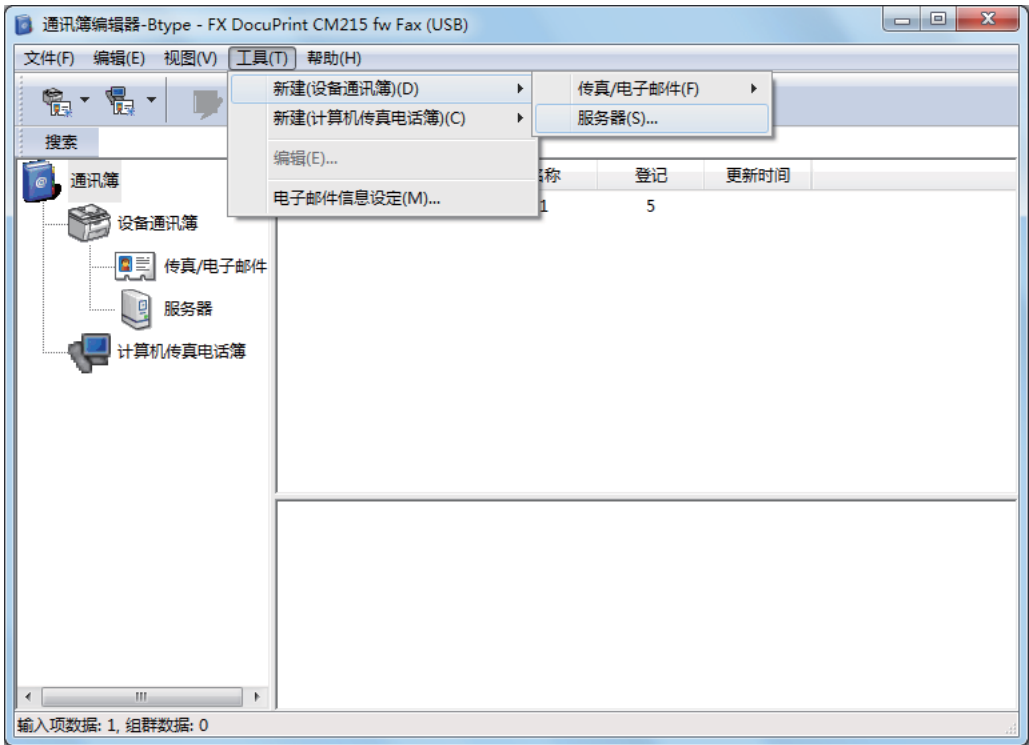 通讯簿编辑器-Btype - FX DocuPrint CM215 fw Fax (USB)
文件(F) 编辑(E) 视图(V) 工具(T) 帮助(H)
新建(设备通讯簿)(D)
传真/电子邮件(F)
新建(计算机传真电话簿)(C)
服务器(S)...
搜索
编辑(E)...
电子邮件信息设定(M)...
称 登记 更新时间
1 5
通讯簿
设备通讯簿
传真/电子邮件
服务器
计算机传真电话簿
输入项数据: 1, 组群数据: 0